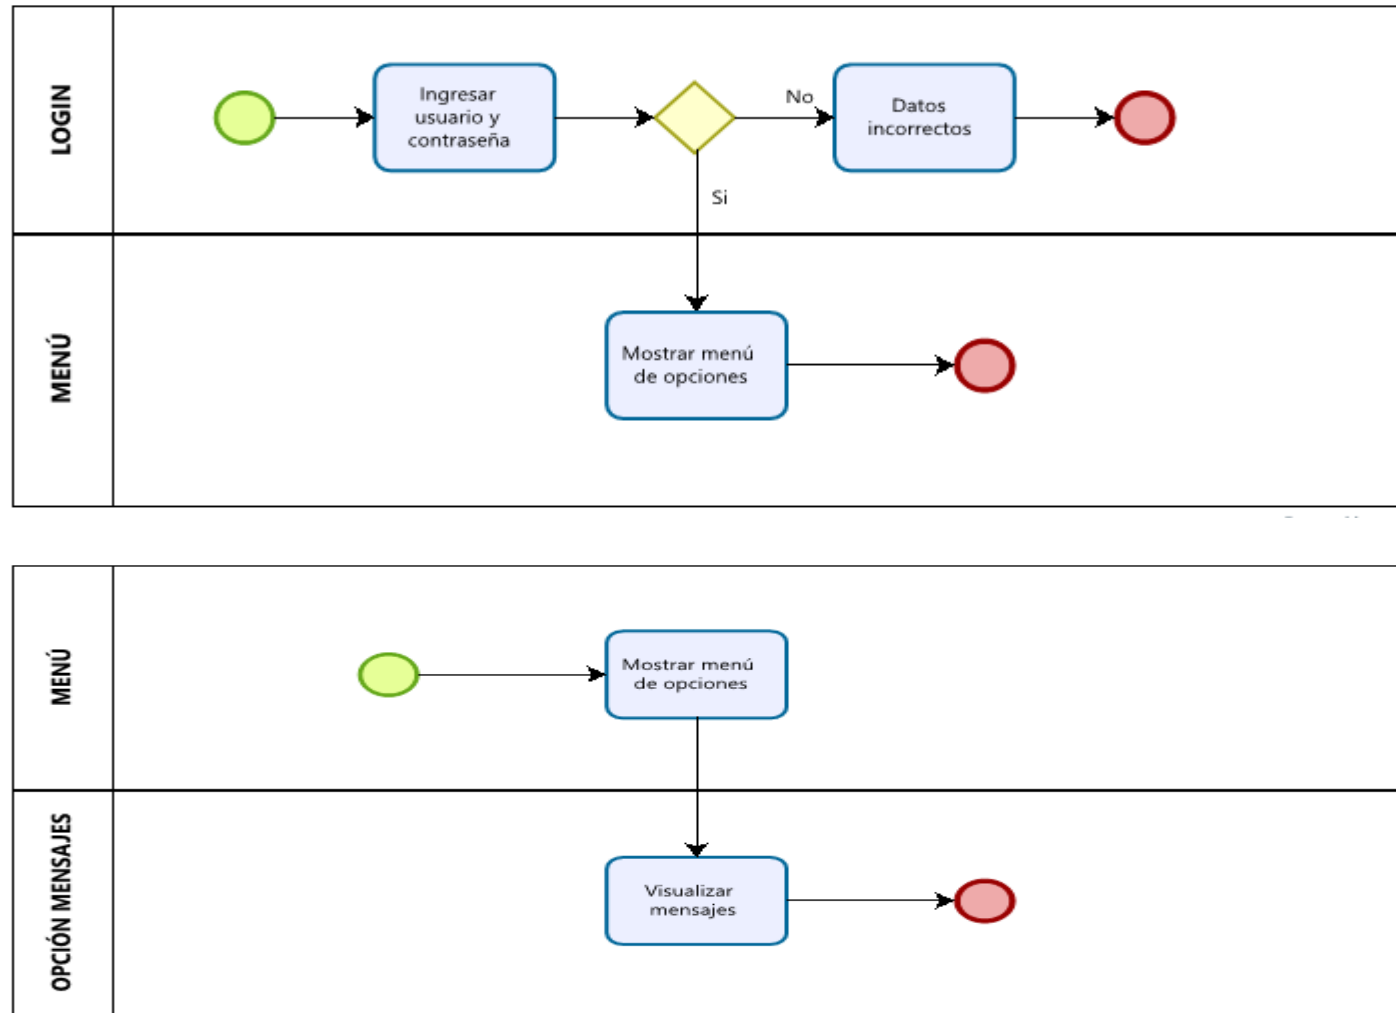 LOGIN
Ingresar
usuario y
contraseña
No
Datos
incorrectos
Si
MENÚ
Mostrar menú
de opciones
MENÚ
Mostrar menú
de opciones
OPCIÓN MENSAJES
Visualizar
mensajes